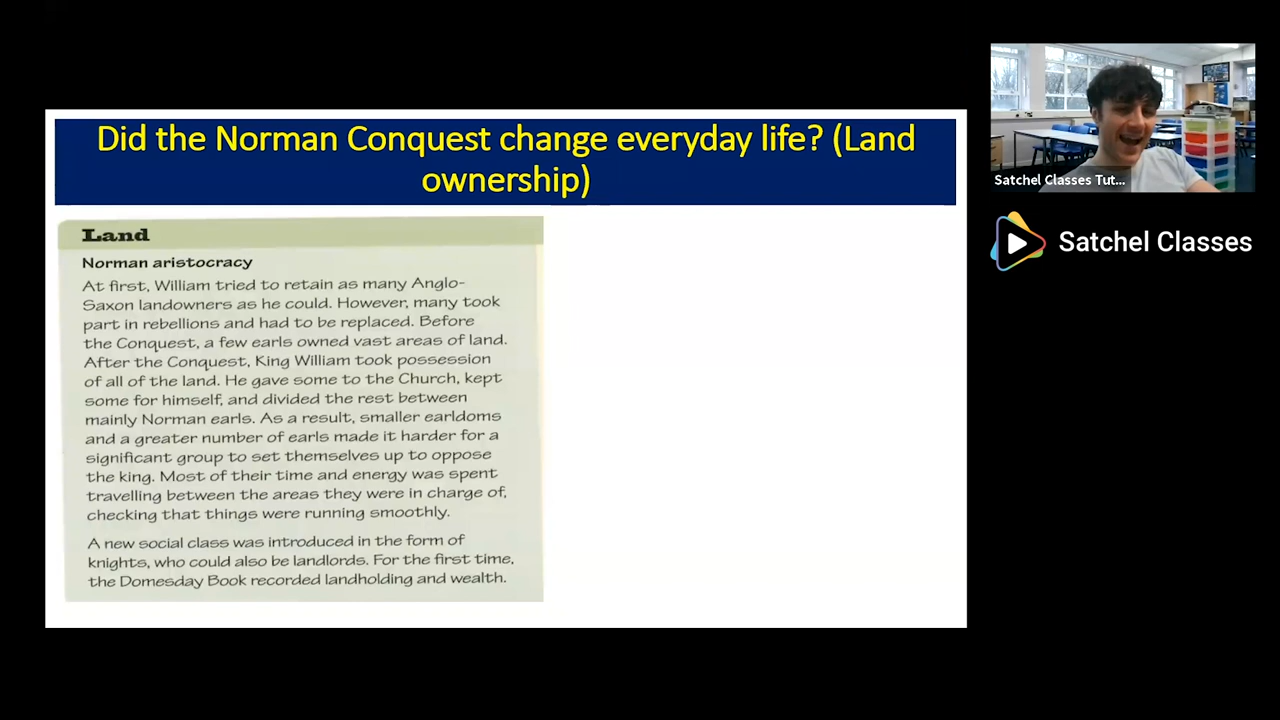 Did the Norman Conquest change everyday life? (Land
ownership)
Land
Norman aristocracy
At first, William tried to retain as many Anglo-
Saxon landowners as he could. However, many took
part in rebellions and had to be replaced. Before
the Conquest, a few earls owned vast areas of land.
After the Conquest, King William took possession
of all of the land. He gave some to the Church, kept
some for himself, and divided the rest between
mainly Norman earls. As a result, smaller earldoms
and a greater number of earls made it harder for a
significant group to set themselves up to oppose
the king. Most of their time and energy was spent
travelling between the areas they were in charge of,
checking that things were running smoothly.
A new social class was introduced in the form of
knights, who could also be landlords. For the first time,
the Domesday Book recorded landholding and wealth.
Satchel Classes Tut...
Satchel Classes